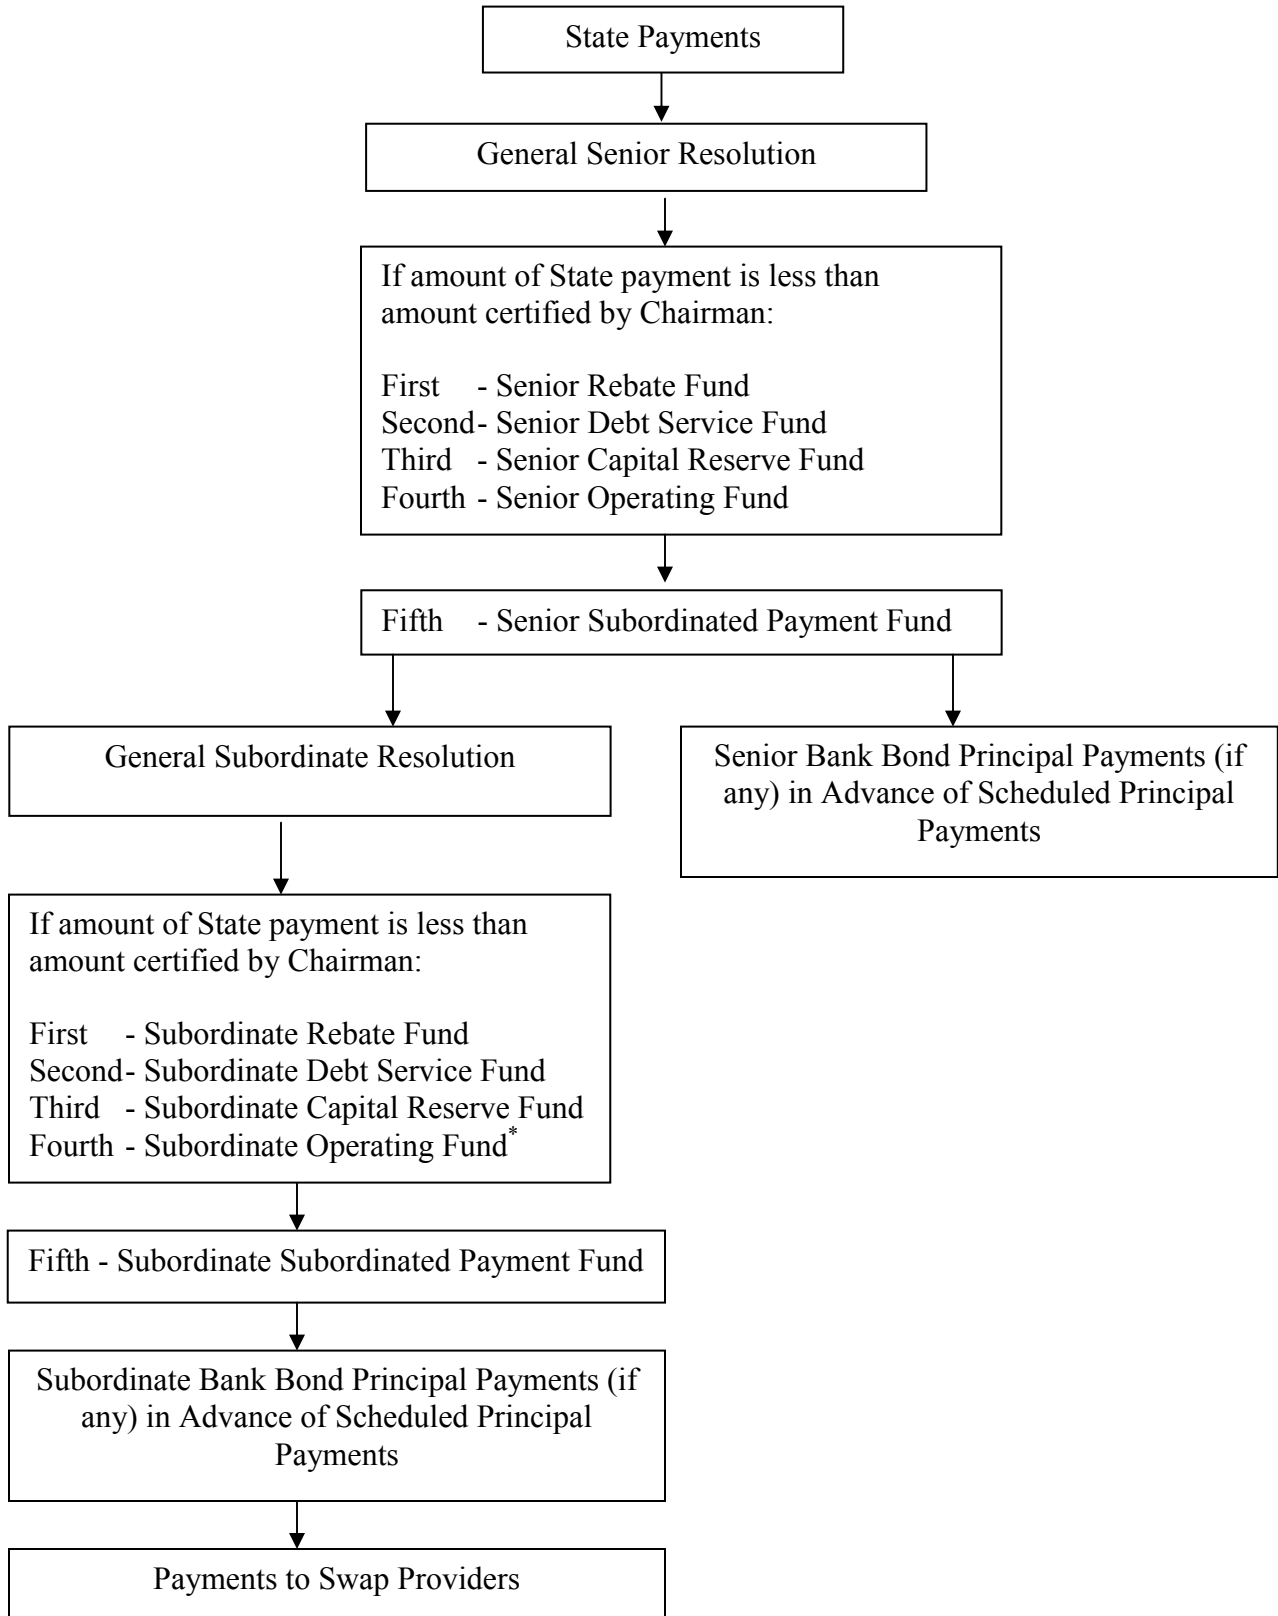 State Payments
General Senior Resolution
If amount of State payment is less than
amount certified by Chairman:
First - Senior Rebate Fund
Second - Senior Debt Service Fund
Third - Senior Capital Reserve Fund
Fourth - Senior Operating Fund
Fifth - Senior Subordinated Payment Fund
General Subordinate Resolution
Senior Bank Bond Principal Payments (if
any) in Advance of Scheduled Principal
Payments
If amount of State payment is less than
amount certified by Chairman:
First - Subordinate Rebate Fund
Second - Subordinate Debt Service Fund
Third - Subordinate Capital Reserve Fund
Fourth - Subordinate Operating Fund*
Fifth - Subordinate Subordinated Payment Fund
Subordinate Bank Bond Principal Payments (if
any) in Advance of Scheduled Principal
Payments
Payments to Swap Providers